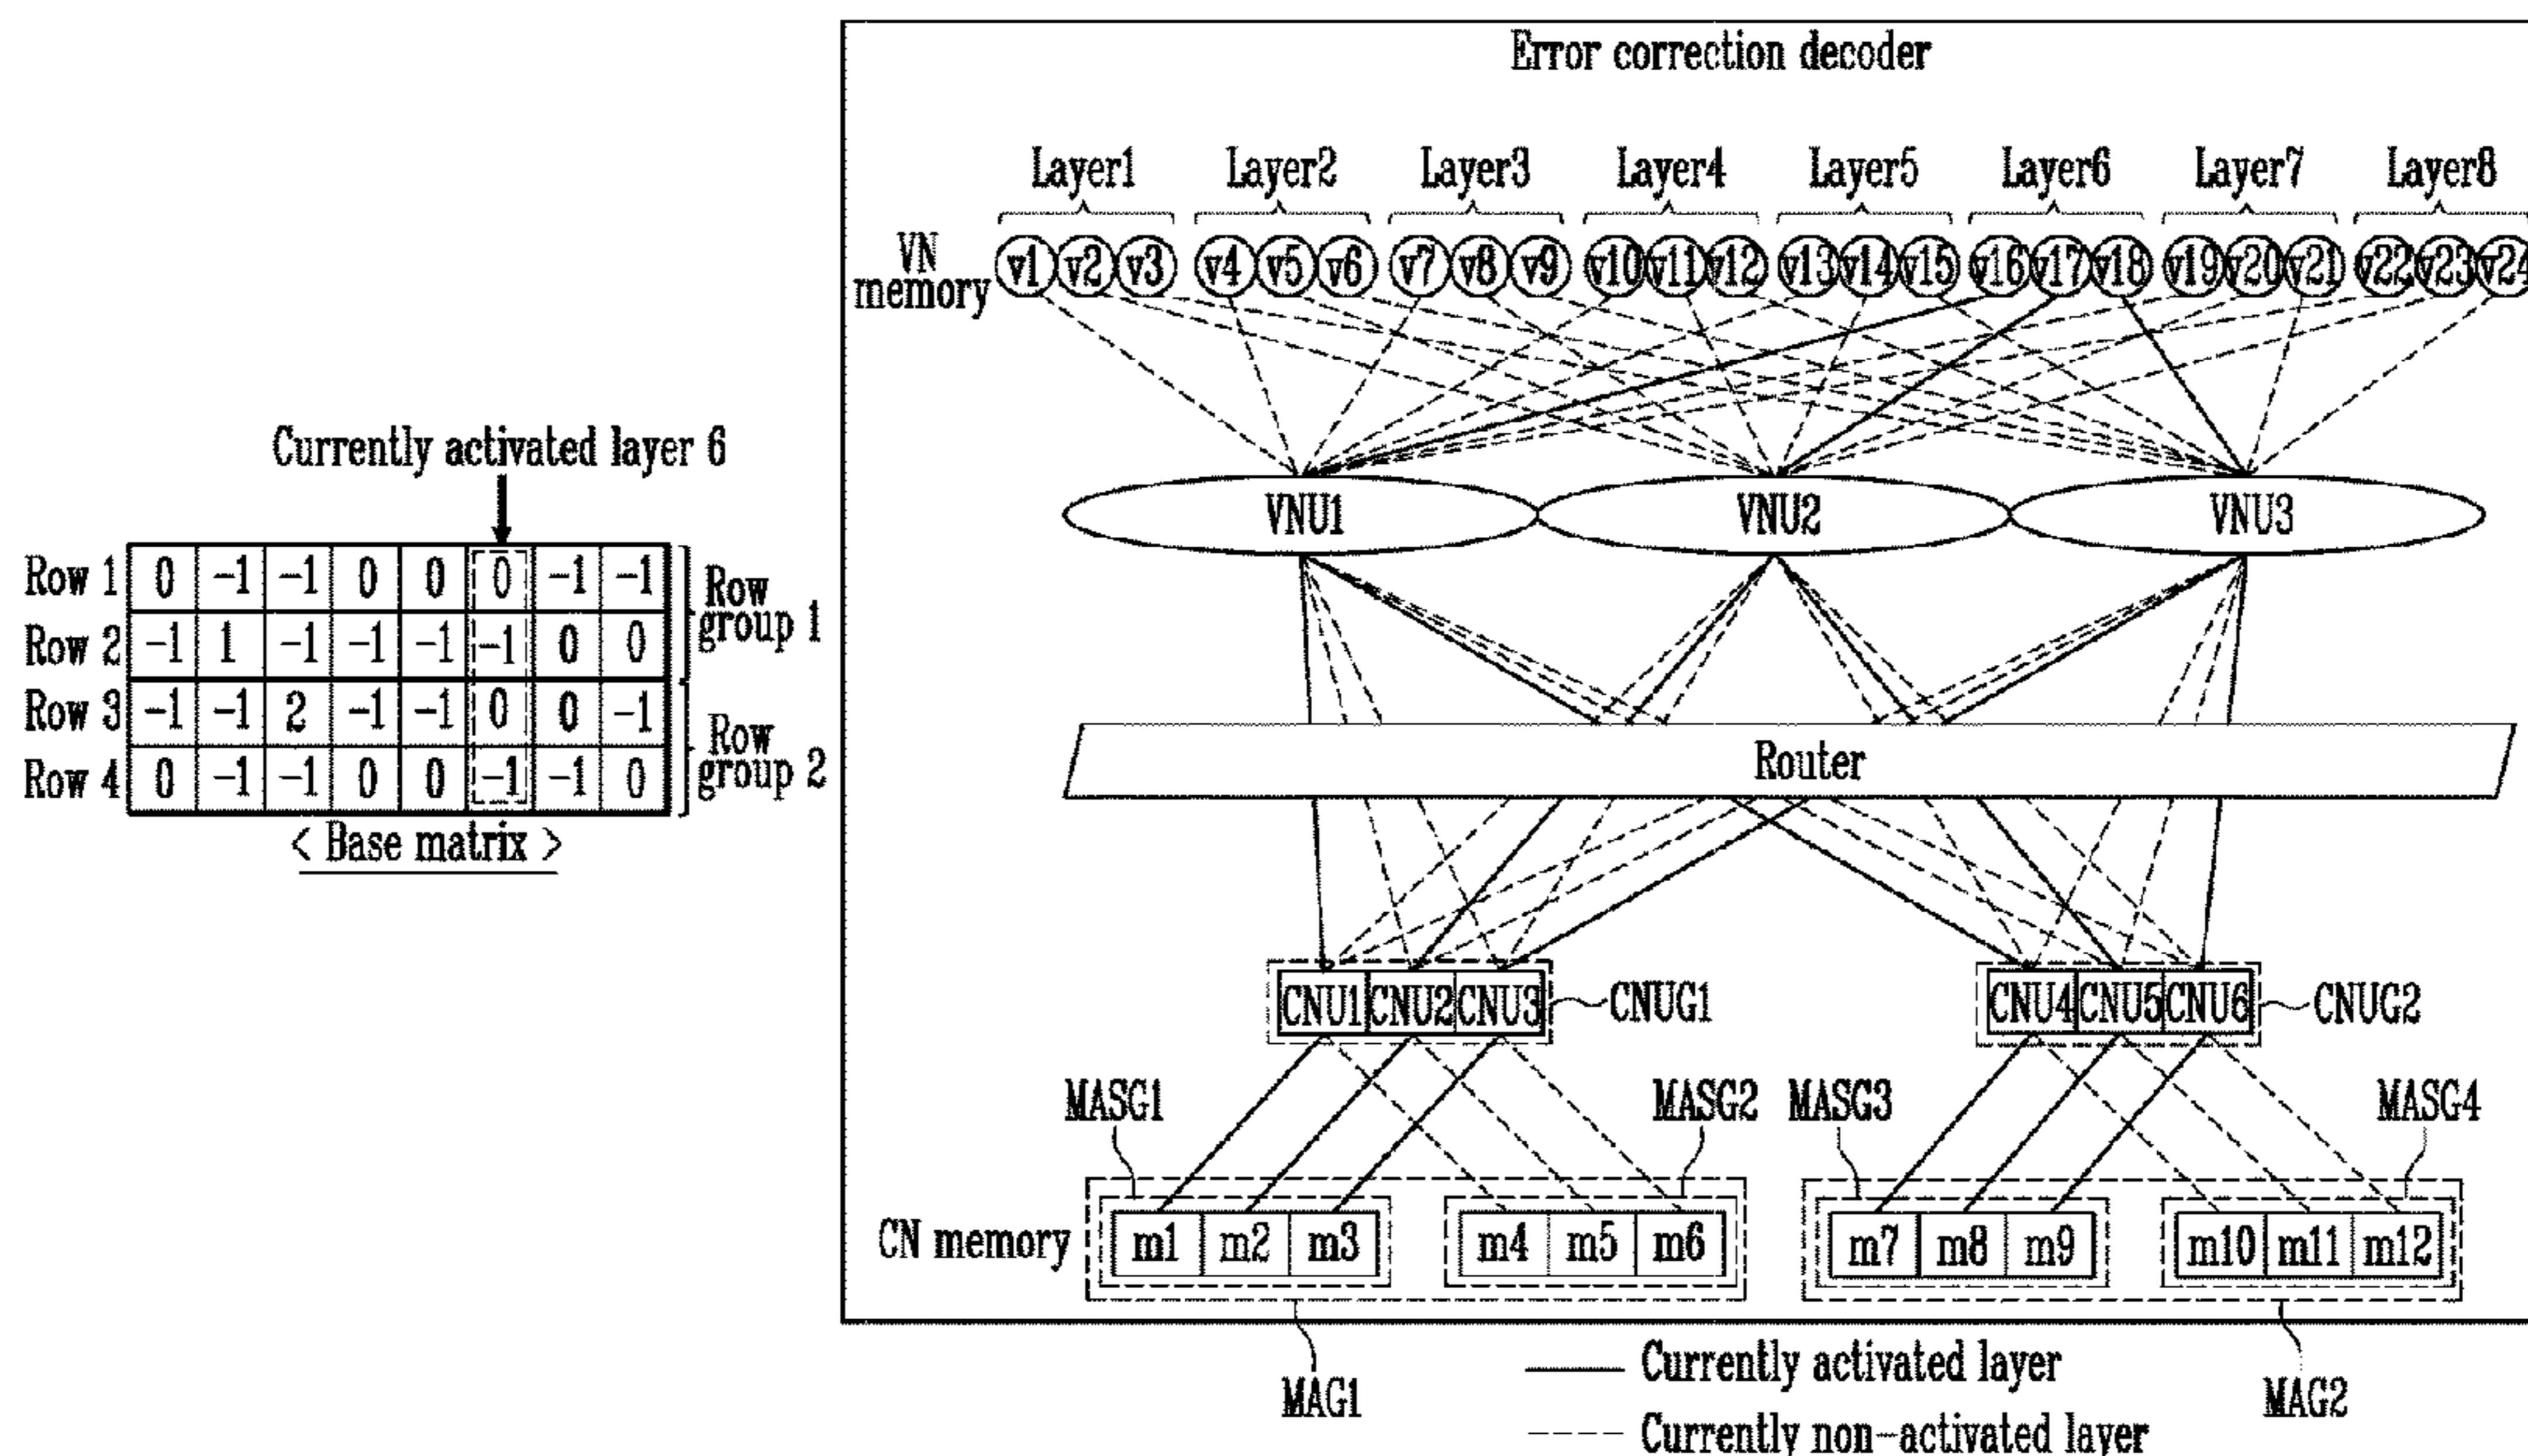 Error correction decoder
Layer1 Layer2 Layer3 Layer4 Layer5 Layer6 Layer7 Layer8
VN memory
v1 v2 v3 v4 v5 v6 v7 v8 v9 v10 v11 v12 v13 v14 v15 v16 v17 v18 v19 v20 v21 v22 v23 v24
Currently activated layer 6
VNU1 VNU2 VNU3
Row 1 0 -1 -1 0 0 0 -1 -1
Row 2 -1 1 -1 -1 -1 -1 0 0
Row group 1
Row 3 -1 -1 2 -1 -1 0 0 -1
Row 4 0 -1 -1 0 0 -1 -1 0
Row group 2
< Base matrix >
Router
CNU1 CNU2 CNU3 CNUG1
CNU4 CNU5 CNU6 CNUG2
MASG1 MASG2 MASG3 MASG4
CN memory
m1 m2 m3 m4 m5 m6 m7 m8 m9 m10 m11 m12
MAG1
MAG2
Currently activated layer
Currently non-activated layer